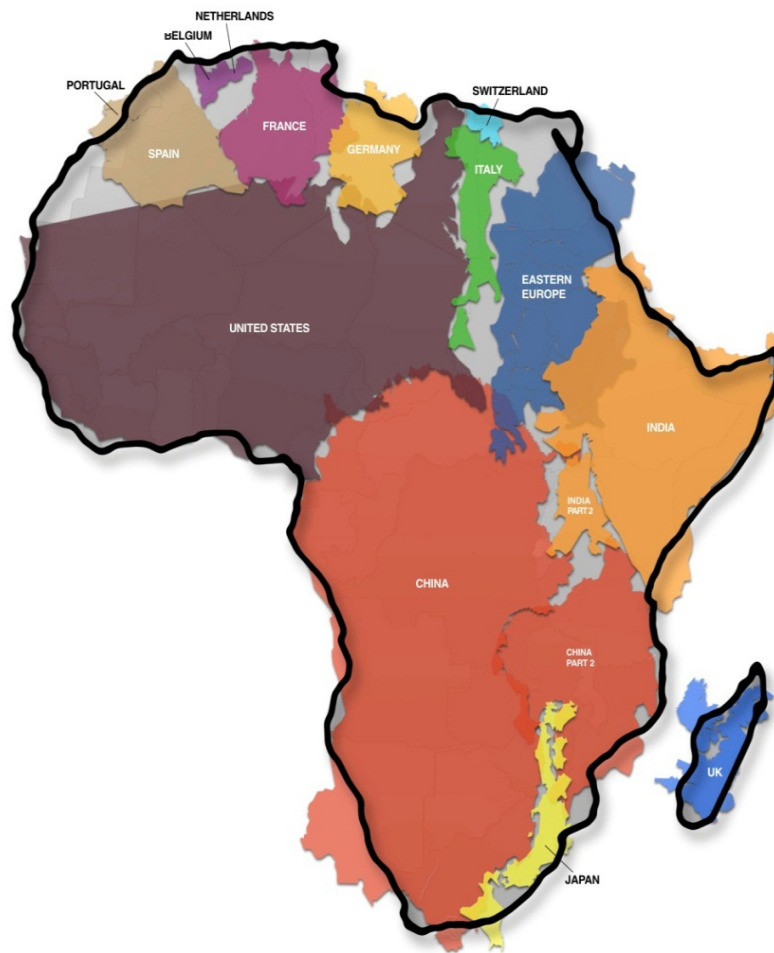 NETHERLANDS
BELGIUM
PORTUGAL
SWITZERLAND
FRANCE
SPAIN
GERMANY
ITALY
EASTERN
EUROPE
UNITED STATES
INDIA
INDIA
PART 2
CHINA
CHINA
PART 2
UK
JAPAN